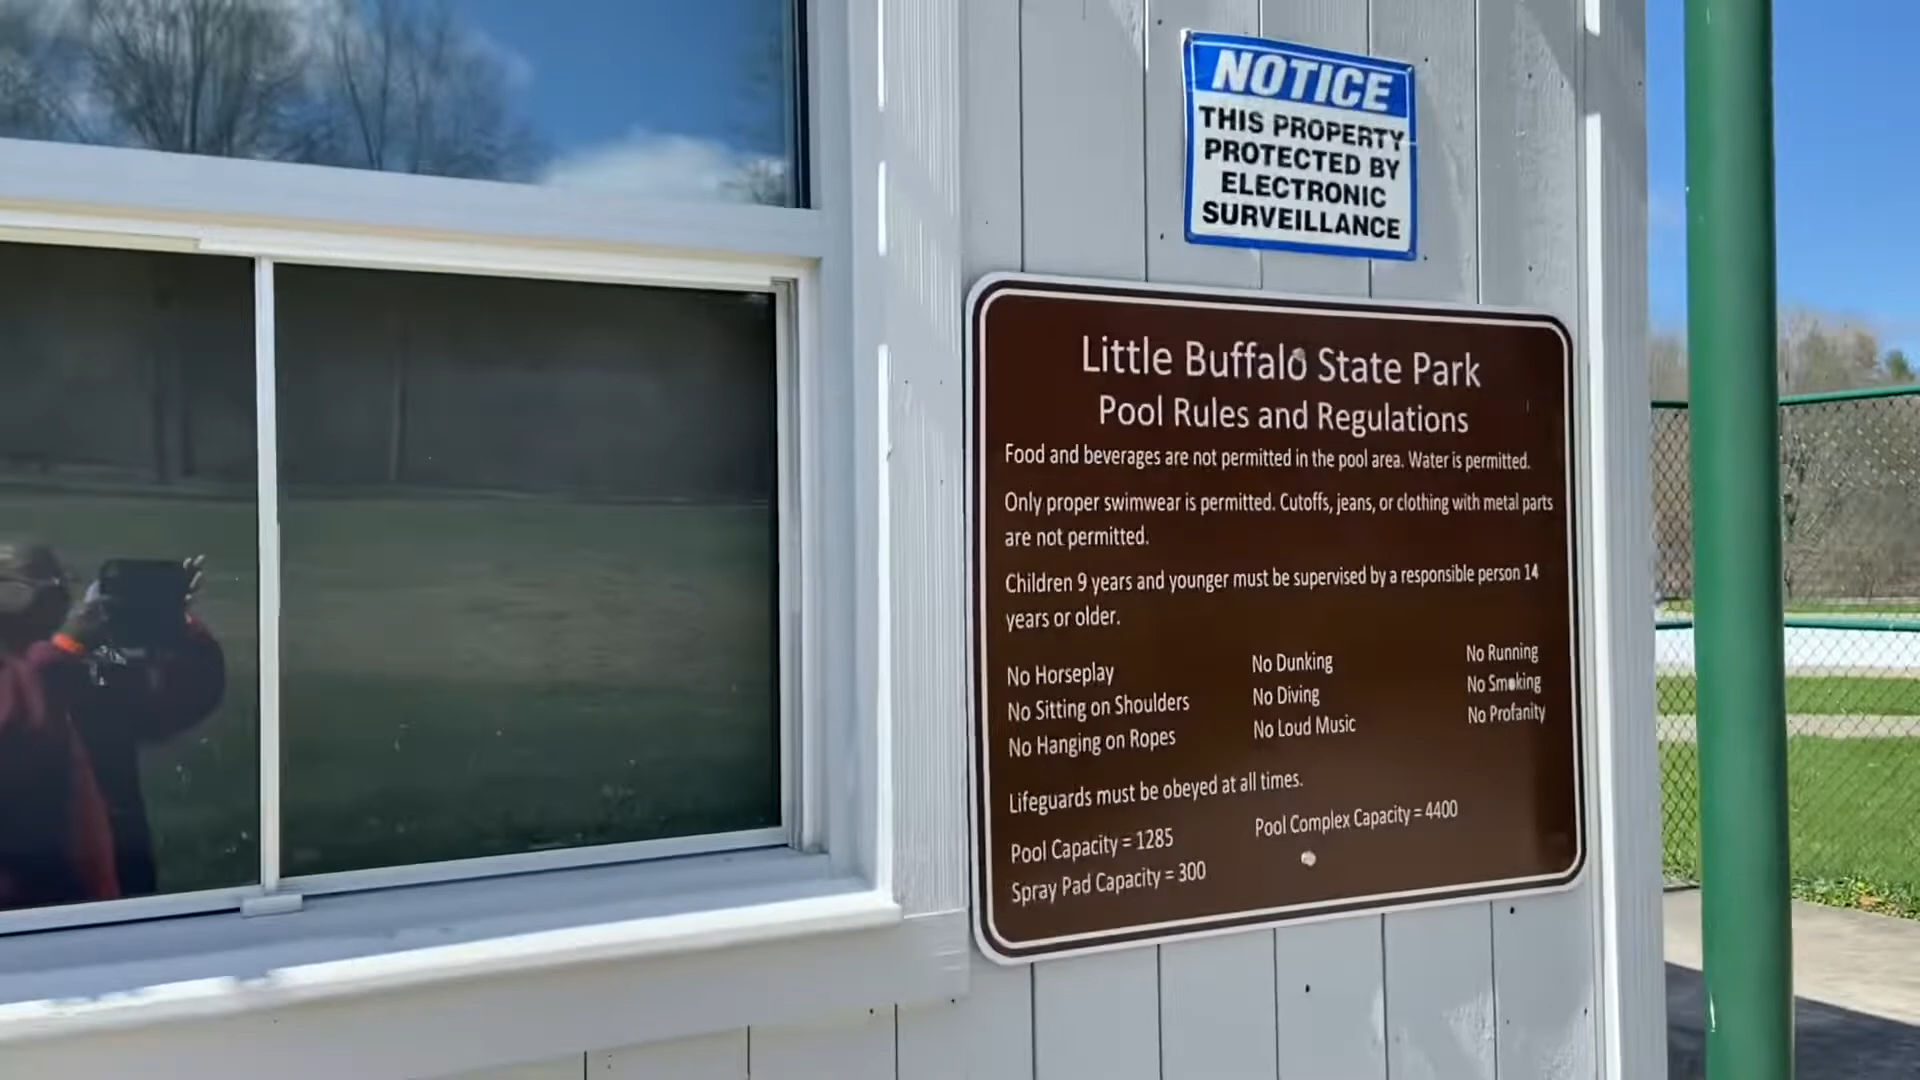 NOTICE
THIS PROPERTY
PROTECTED BY
ELECTRONIC
SURVEILLANCE
Little Buffalo State Park
Pool Rules and Regulations
Food and beverages are not permitted in the pool area. Water is permitted.
Only proper swimwear is permitted. Cutoffs, jeans, or clothing with metal parts
are not permitted.
Children 9 years and younger must be supervised by a responsible person 14
years or older.
No Horseplay No Dunking No Running
No Sitting on Shoulders No Diving No Smoking
No Hanging on Ropes No Loud Music No Profanity
Lifeguards must be obeyed at all times.
Pool Capacity = 1285 Pool Complex Capacity = 4400
Spray Pad Capacity = 300